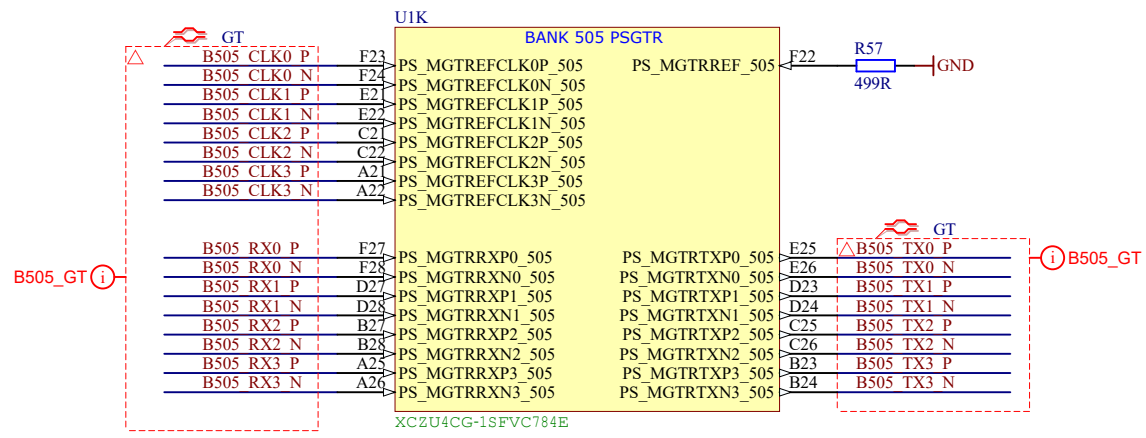 U1K
GT
BANK 505 PSGTR
B505_CLK0_P F23 PS_MGTREFCLK0P_505 PS_MGTRREF_505 F22 R57 GND
499R
B505_CLK0_N F24 PS_MGTREFCLK0N_505
B505_CLK1_P E21 PS_MGTREFCLK1P_505
B505_CLK1_N E22 PS_MGTREFCLK1N_505
B505_CLK2_P C21 PS_MGTREFCLK2P_505
B505_CLK2_N C22 PS_MGTREFCLK2N_505
B505_CLK3_P A21 PS_MGTREFCLK3P_505
B505_CLK3_N A22 PS_MGTREFCLK3N_505
GT
B505_RX0_P F27 PS_MGTRRXP0_505 PS_MGTRTXP0_505 E25 B505_TX0_P
B505_GT i B505_RX0_N F28 PS_MGTRRXN0_505 PS_MGTRTXN0_505 E26 B505_TX0_N i B505_GT
B505_RX1_P D27 PS_MGTRRXP1_505 PS_MGTRTXP1_505 D23 B505_TX1_P
B505_RX1_N D28 PS_MGTRRXN1_505 PS_MGTRTXN1_505 D24 B505_TX1_N
B505_RX2_P B27 PS_MGTRRXP2_505 PS_MGTRTXP2_505 C25 B505_TX2_P
B505_RX2_N B28 PS_MGTRRXN2_505 PS_MGTRTXN2_505 C26 B505_TX2_N
B505_RX3_P A25 PS_MGTRRXP3_505 PS_MGTRTXP3_505 B23 B505_TX3_P
B505_RX3_N A26 PS_MGTRRXN3_505 PS_MGTRTXN3_505 B24 B505_TX3_N
XCZU4CG-1SFVC784E